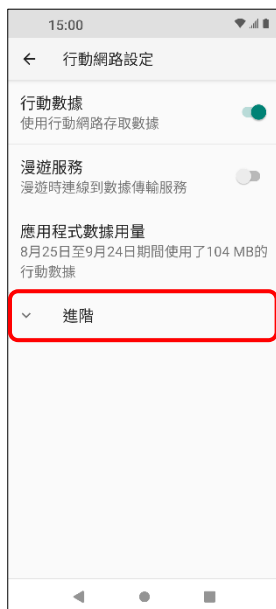 15:00
行動網路設定
行動數據
使用行動網路存取數據
漫遊服務
漫遊時連線到數據傳輸服務
應用程式數據用量
8月25日至9月24日期間使用了104 MB的
行動數據
進階